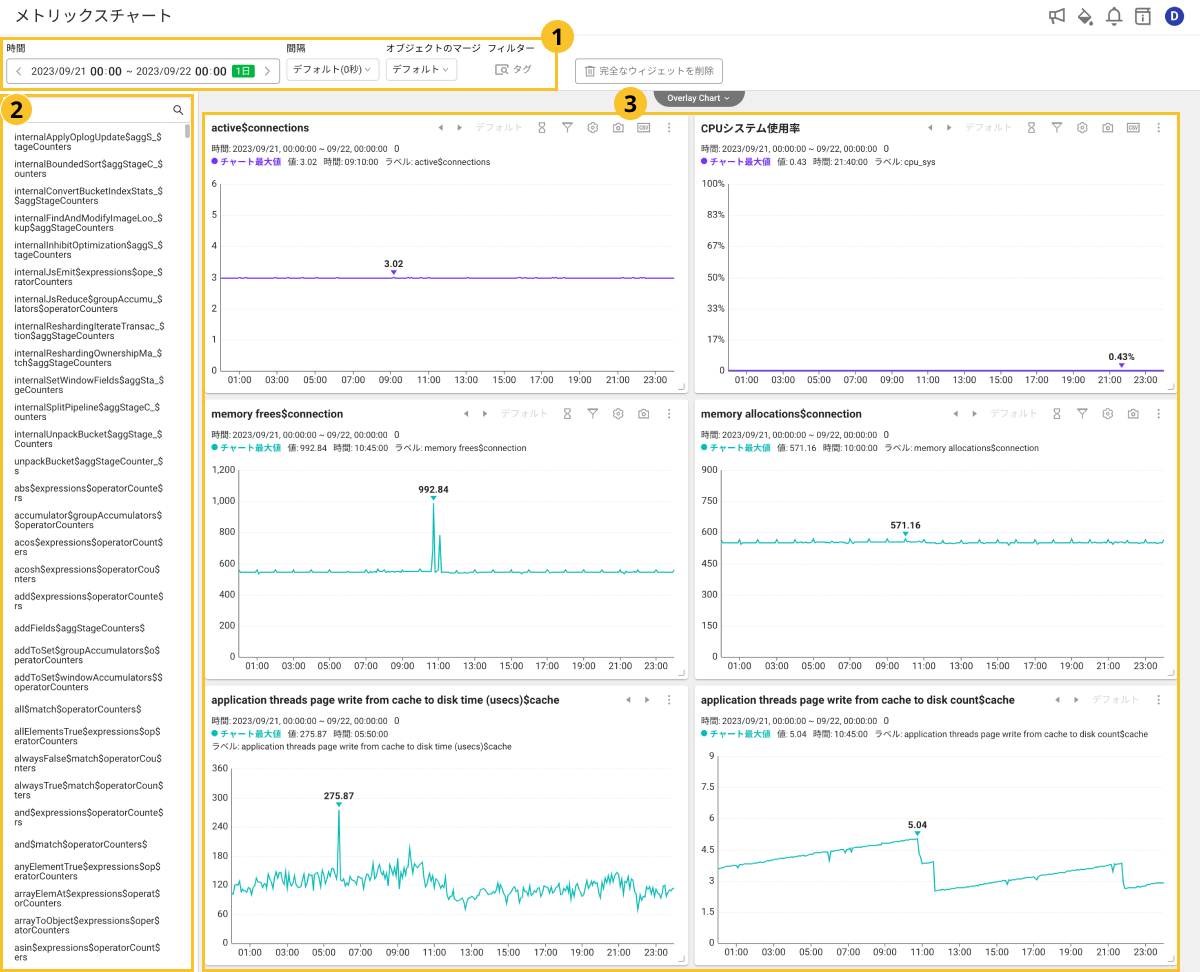 メトリックスチャート
D
時間
間隔
オブジェクトのマージ
フィルター
1
2023/09/21 00:00 ~ 2023/09/22 00:00 1日
デフォルト(0秒)
デフォルト
タグ
完全なウィジェットを削除
2
3
Overlay Chart
internalApplyOplogUpdate$aggS_$
tageCounters
internalBoundedSort$aggStageC_$
ounters
internalConvertBucketIndexStats_$
$aggStageCounters
internalFindAndModifyImageLoo_$
kup$aggStageCounters
internalInhibitOptimization$aggS_$
tageCounters
internalJsEmit$expressions$ope_$
ratorCounters
internalJsReduce$groupAccumu_$
lators$operatorCounters
internalReshardingIterateTransac_$
tion$aggStageCounters
internalReshardingOwnershipMa_$
tch$aggStageCounters
internalSetWindowFields$aggSta_$
geCounters
internalSplitPipeline$aggStageC_$
ounters
internalUnpackBucket$aggStage_$
Counters
unpackBucket$aggStageCounter_$
s
abs$expressions$operatorCounte$
rs
accumulator$groupAccumulators$
$operatorCounters
acos$expressions$operatorCount$
ers
acosh$expressions$operatorCou$
nters
add$expressions$operatorCounte$
rs
addFields$aggStageCounters$
addToSet$groupAccumulators$o$
peratorCounters
addToSet$windowAccumulators$$
operatorCounters
all$match$operatorCounters$
allElementsTrue$expressions$op$
eratorCounters
alwaysFalse$match$operatorCou$
nters
alwaysTrue$match$operatorCoun$
ters
and$expressions$operatorCounte$
rs
and$match$operatorCounters$
anyElementTrue$expressions$op$
eratorCounters
arrayElemAt$expressions$operat$
orCounters
arrayToObject$expressions$oper$
atorCounters
asin$expressions$operatorCount$
ers
active$connections
デフォルト
CSV
時間: 2023/09/21, 00:00:00 ~ 09/22, 00:00:00 0
チャート最大値 値: 3.02 時間: 09:10:00 ラベル: active$connections
6
5
4
3
2
1
0
3.02
01:00 03:00 05:00 07:00 09:00 11:00 13:00 15:00 17:00 19:00 21:00 23:00
CPUシステム使用率
デフォルト
CSV
時間: 2023/09/21, 00:00:00 ~ 09/22, 00:00:00 0
チャート最大値 値: 0.43 時間: 21:40:00 ラベル: cpu_sys
100%
83%
67%
50%
33%
17%
0
0.43%
01:00 03:00 05:00 07:00 09:00 11:00 13:00 15:00 17:00 19:00 21:00 23:00
memory frees$connection
デフォルト
時間: 2023/09/21, 00:00:00 ~ 09/22, 00:00:00 0
チャート最大値 値: 992.84 時間: 10:45:00 ラベル: memory frees$connection
1,200
1,000
800
600
400
200
0
992.84
01:00 03:00 05:00 07:00 09:00 11:00 13:00 15:00 17:00 19:00 21:00 23:00
memory allocations$connection
デフォルト
時間: 2023/09/21, 00:00:00 ~ 09/22, 00:00:00 0
チャート最大値 値: 571.16 時間: 10:00:00 ラベル: memory allocations$connection
900
750
600
450
300
150
0
571.16
01:00 03:00 05:00 07:00 09:00 11:00 13:00 15:00 17:00 19:00 21:00 23:00
application threads page write from cache to disk time (usecs)$cache
時間: 2023/09/21, 00:00:00 ~ 09/22, 00:00:00 0
チャート最大値 値: 275.87 時間: 05:50:00
ラベル: application threads page write from cache to disk time (usecs)$cache
360
300
240
180
120
60
0
275.87
01:00 03:00 05:00 07:00 09:00 11:00 13:00 15:00 17:00 19:00 21:00 23:00
application threads page write from cache to disk count$cache
デフォルト
時間: 2023/09/21, 00:00:00 ~ 09/22, 00:00:00 0
チャート最大値 値: 5.04 時間: 10:45:00 ラベル: application threads page write from cache to disk count$cache
9
7.5
6
4.5
3
1.5
0
5.04
01:00 03:00 05:00 07:00 09:00 11:00 13:00 15:00 17:00 19:00 21:00 23:00